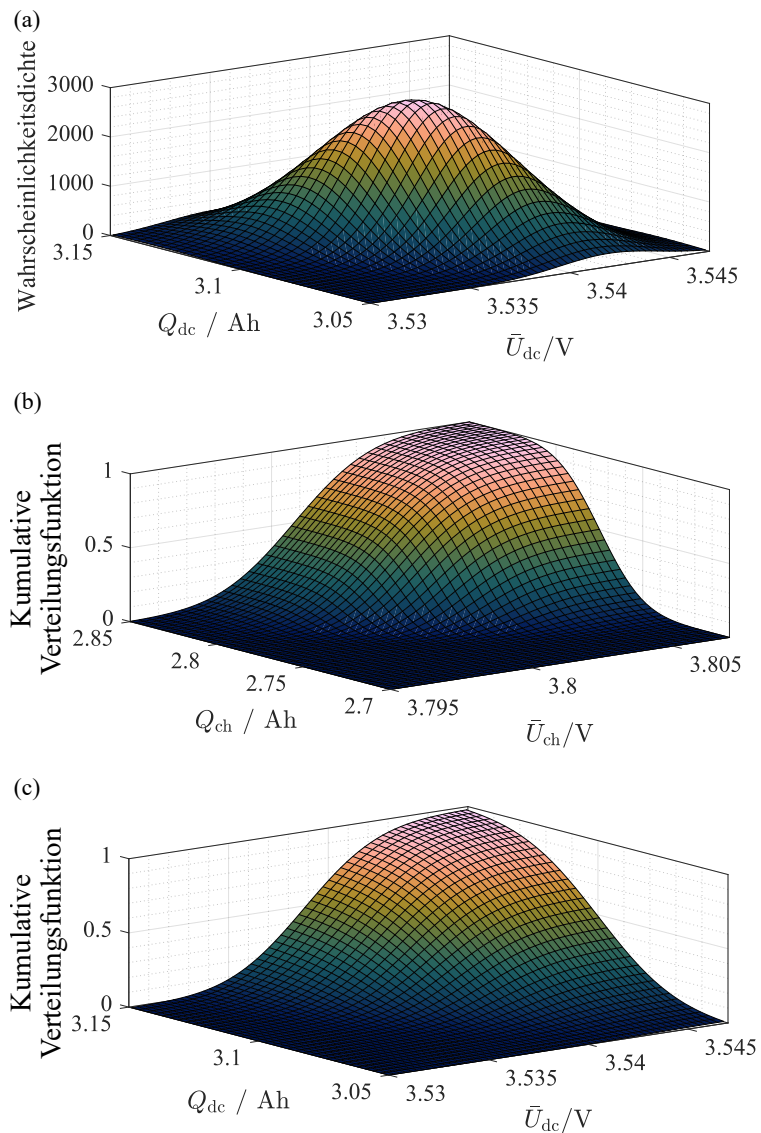 (a)
Wahrscheinlichkeitsdichte
3000
2000
1000
0
3.15
3.1
3.05
Q_dc / Ah
3.53
3.535
3.54
3.545
Ū_dc/V
(b)
Kumulative
Verteilungsfunktion
1
0.5
0
2.85
2.8
2.75
2.7
Q_ch / Ah
3.795
3.8
3.805
Ū_ch/V
(c)
Kumulative
Verteilungsfunktion
1
0.5
0
3.15
3.1
3.05
Q_dc / Ah
3.53
3.535
3.54
3.545
Ū_dc/V